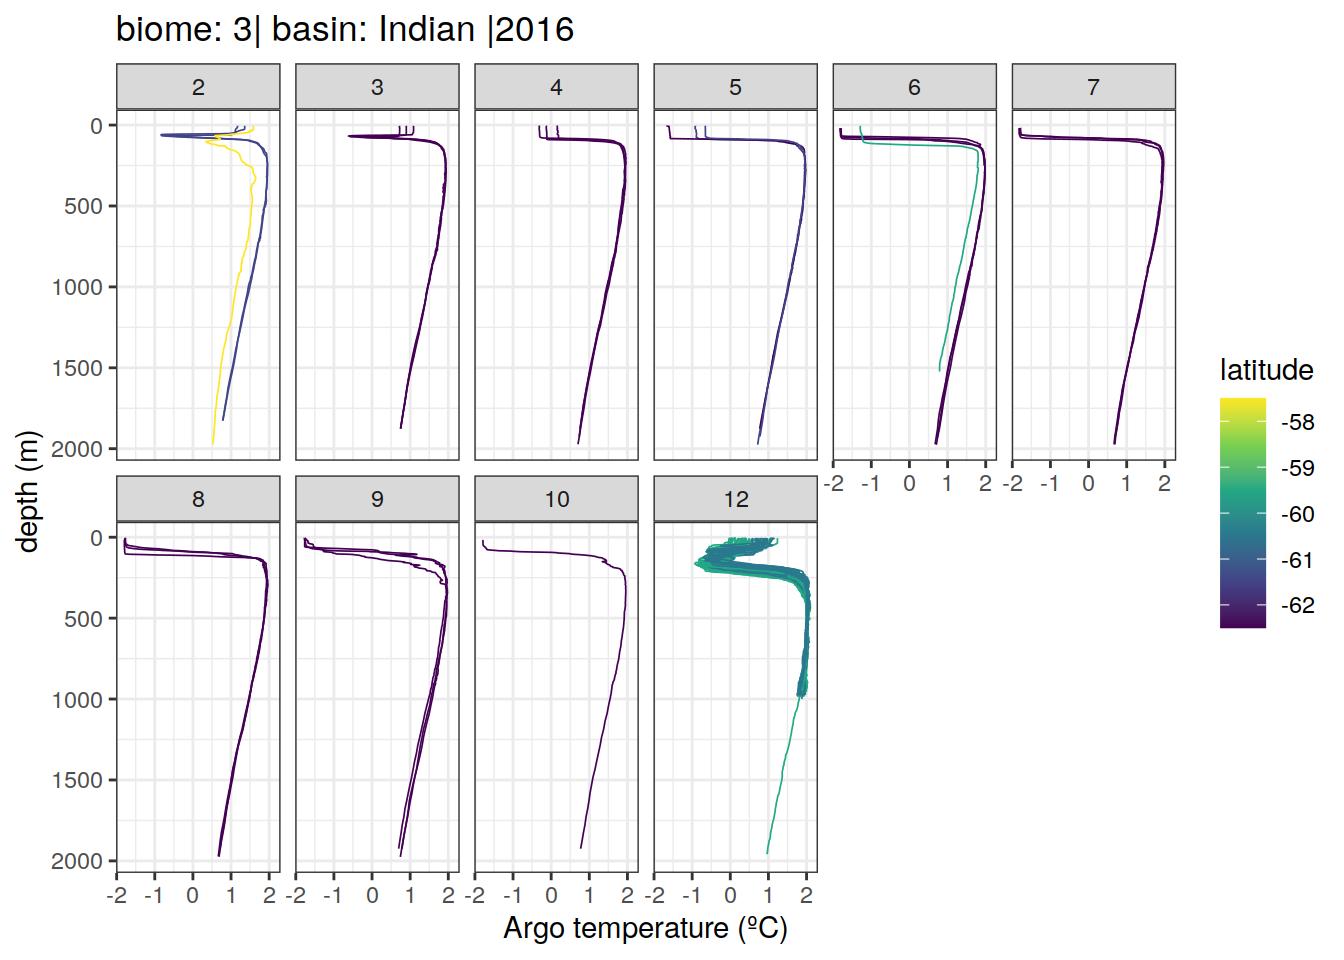 biome: 3| basin: Indian |2016
2 3 4 5 6 7
0
500
1000
1500
2000
-2 -1 0 1 2 -2 -1 0 1 2
8 9 10 12
0
500
1000
1500
2000
-2 -1 0 1 2 -2 -1 0 1 2 -2 -1 0 1 2 -2 -1 0 1 2
depth (m)
Argo temperature (ºC)
latitude
-58
-59
-60
-61
-62